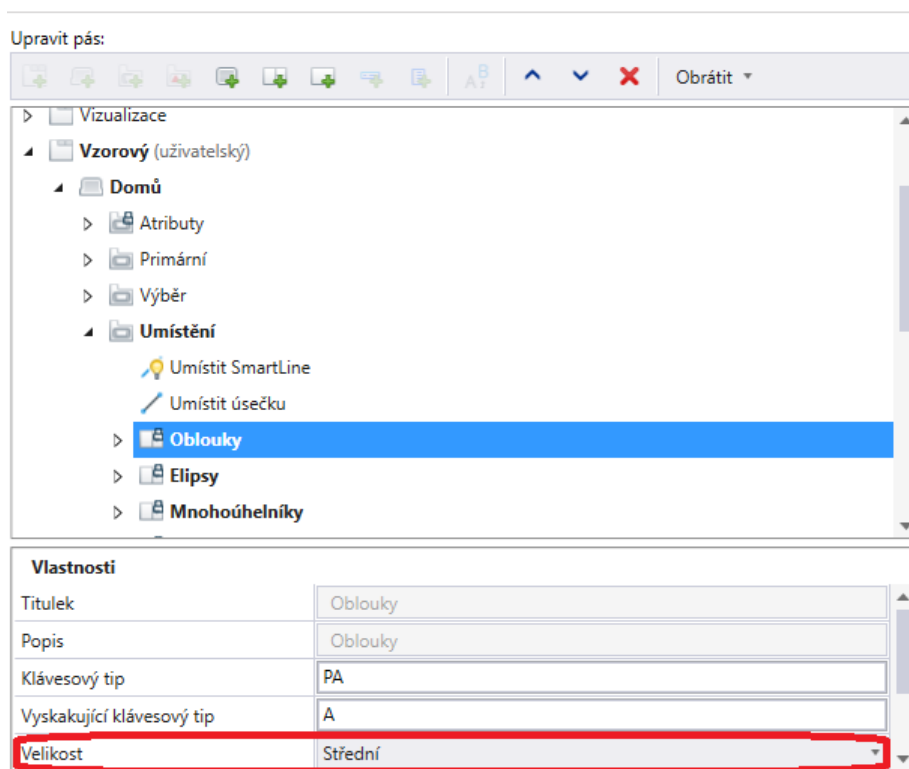 Upravit pás:
Obrátit
Vizualizace
Vzorový (uživatelský)
Domů
Atributy
Primární
Výběr
Umístění
Umístit SmartLine
Umístit úsečku
Oblouky
Elipsy
Mnohoúhelníky
Vlastnosti
Titulek Oblouky
Popis Oblouky
Klávesový tip PA
Vyskakující klávesový tip A
Velikost Střední